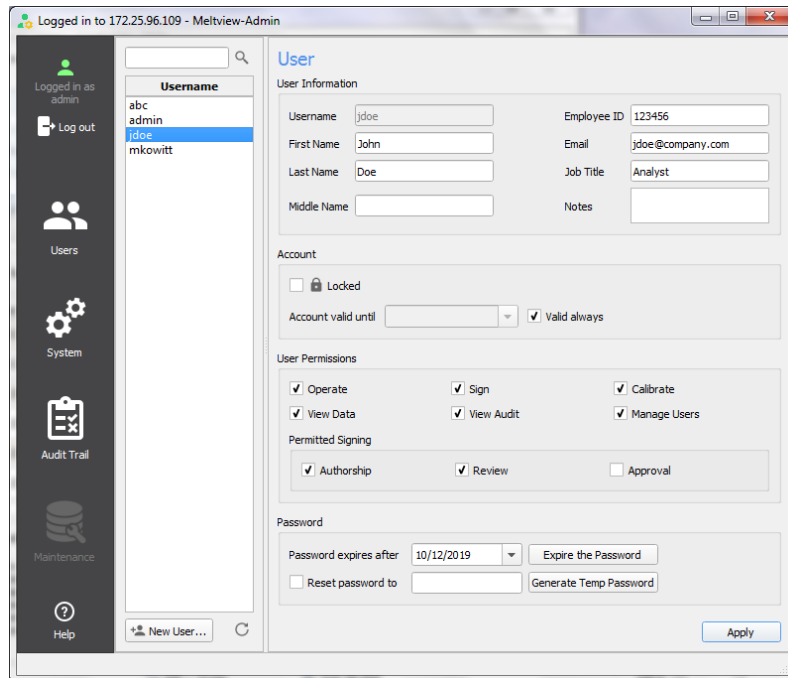 Logged in to 172.25.96.109 - Meltview-Admin
Logged in as
admin
Log out
Users
System
Audit Trail
Maintenance
Help
Username
abc
admin
jdoe
mkowitt
New User...
User
User Information
Username jdoe Employee ID 123456
First Name John Email jdoe@company.com
Last Name Doe Job Title Analyst
Middle Name Notes
Account
Locked
Account valid until Valid always
User Permissions
Operate Sign Calibrate
View Data View Audit Manage Users
Permitted Signing
Authorship Review Approval
Password
Password expires after 10/12/2019 Expire the Password
Reset password to Generate Temp Password
Apply